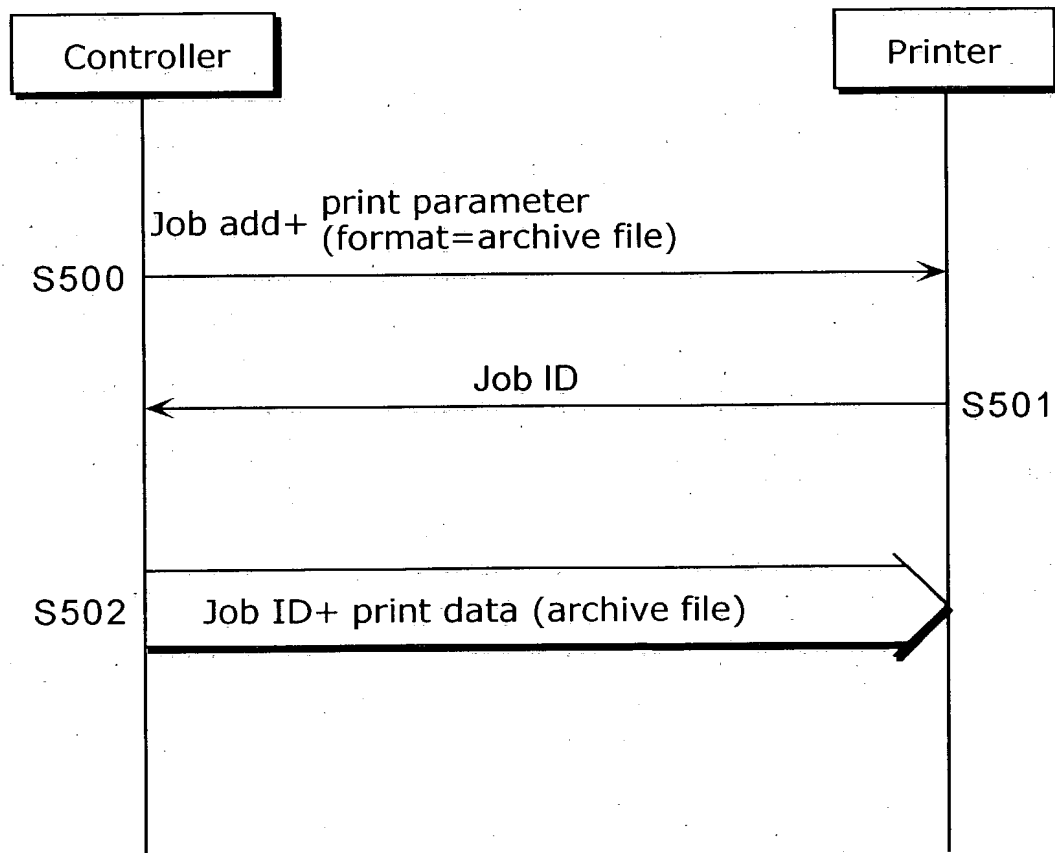 Controller
Printer
Job add+ print parameter
(format=archive file)
S500
Job ID
S501
S502
Job ID+ print data (archive file)